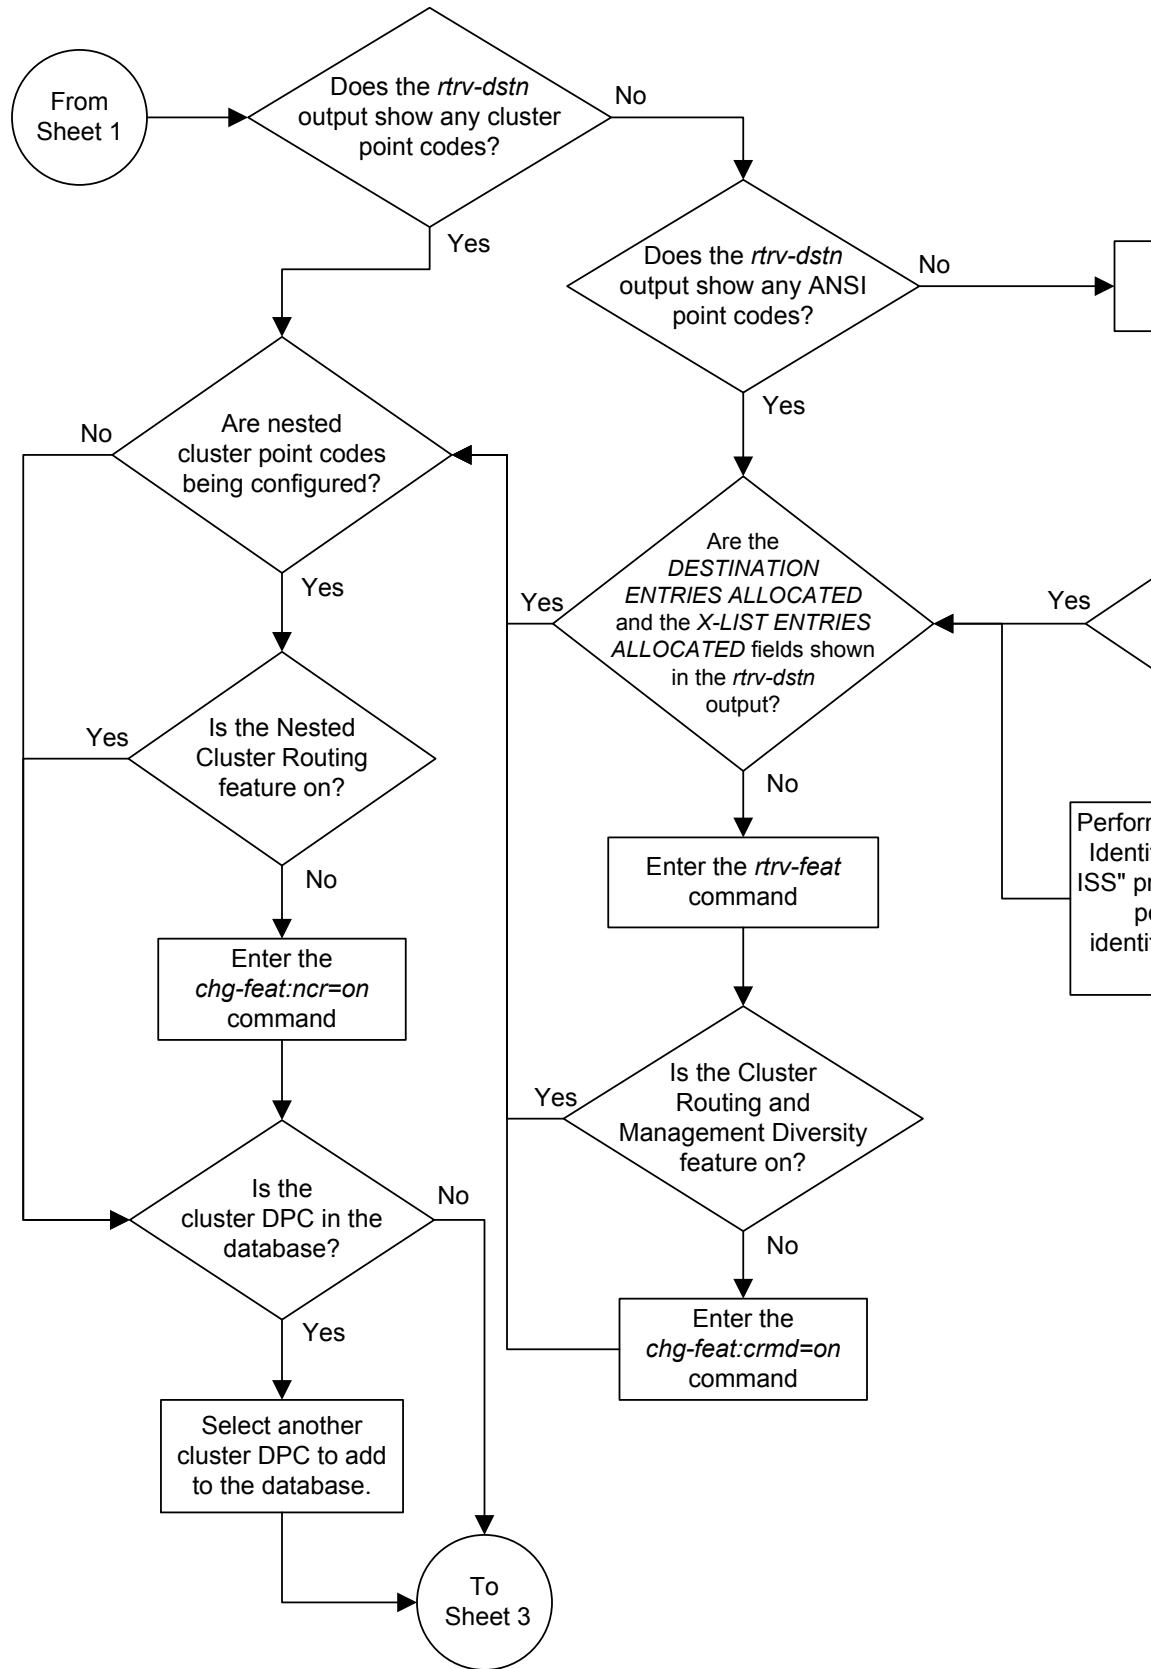 From
Sheet 1
Does the rtrv-dstn
output show any cluster
point codes?
No
Yes
Does the rtrv-dstn
output show any ANSI
point codes?
No
Yes
Are nested
cluster point codes
being configured?
No
Yes
Are the
DESTINATION
ENTRIES ALLOCATED
and the X-LIST ENTRIES
ALLOCATED fields shown
in the rtrv-dstn
output?
Yes
No
Yes
Is the Nested
Cluster Routing
feature on?
Yes
No
Enter the rtrv-feat
command
Enter the
chg-feat:ncr=on
command
Is the Cluster
Routing and
Management Diversity
feature on?
Yes
No
Is the
cluster DPC in the
database?
No
Yes
Enter the
chg-feat:crmd=on
command
Select another
cluster DPC to add
to the database.
To
Sheet 3
Perform
Identif
ISS" pr
pe
identif